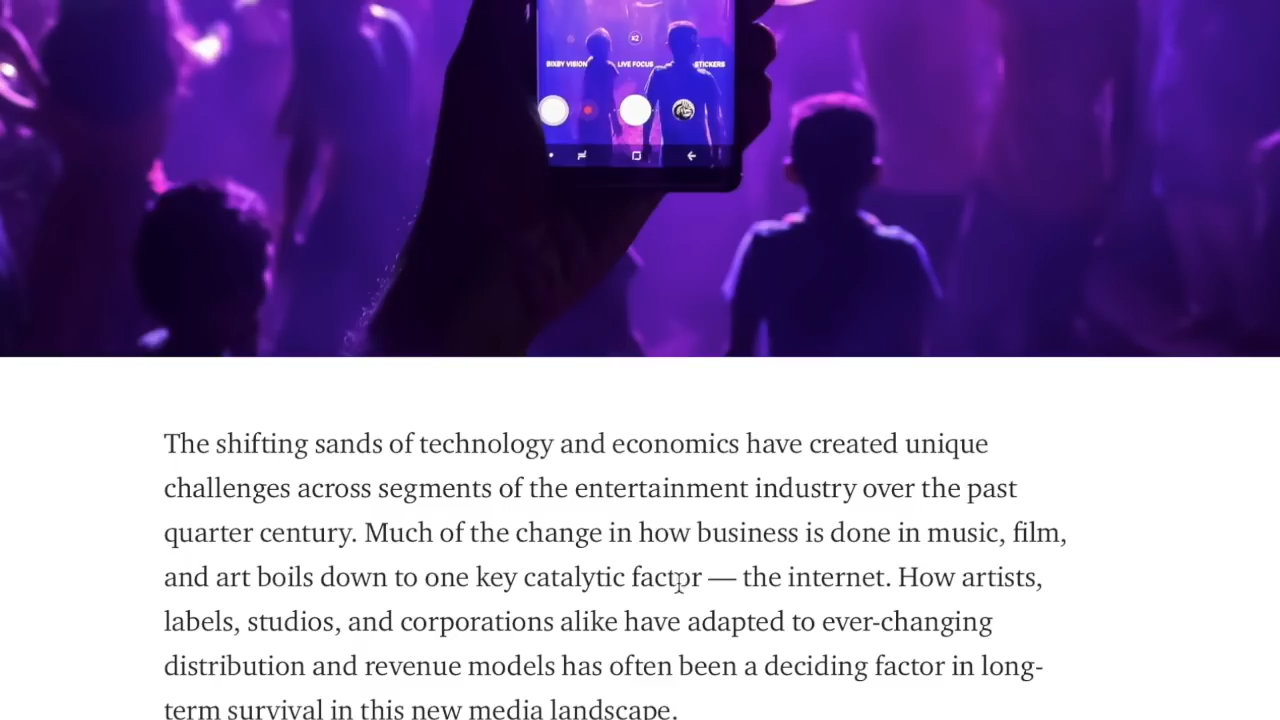 x2
BIXBY VISION LIVE FOCUS STICKERS
The shifting sands of technology and economics have created unique
challenges across segments of the entertainment industry over the past
quarter century. Much of the change in how business is done in music, film,
and art boils down to one key catalytic factor — the internet. How artists,
labels, studios, and corporations alike have adapted to ever-changing
distribution and revenue models has often been a deciding factor in long-
term survival in this new media landscape.